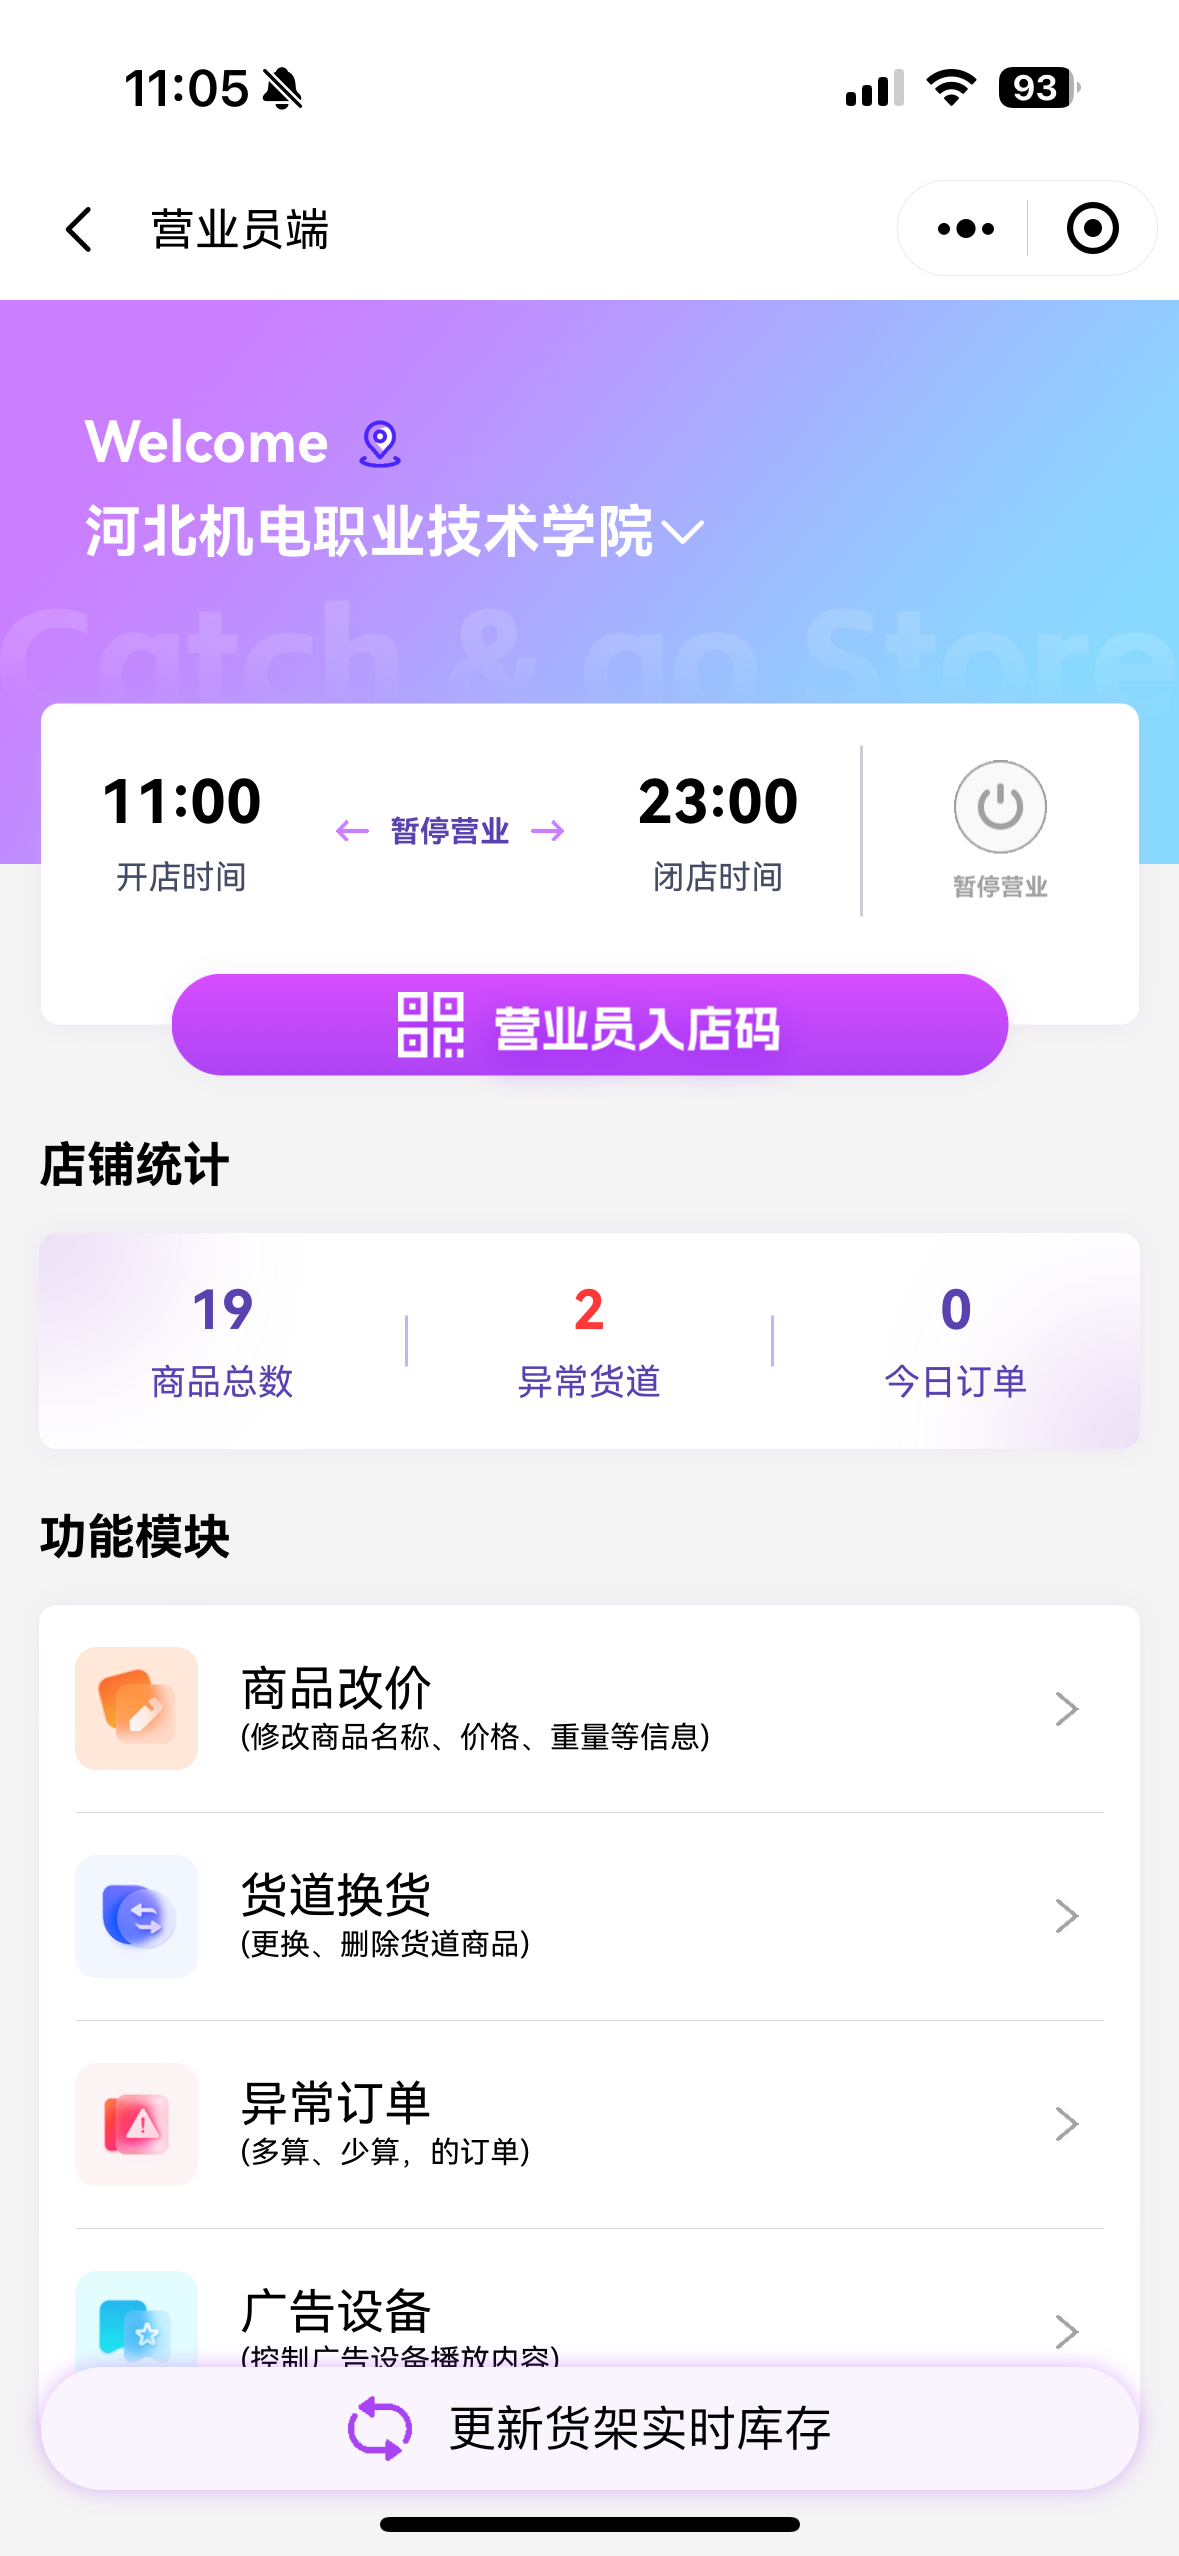 11:05
93
营业员端
Welcome
河北机电职业技术学院
Catch & go Store
11:00
暂停营业
23:00
开店时间
闭店时间
暂停营业
营业员入店码
店铺统计
19
2
0
商品总数
异常货道
今日订单
功能模块
商品改价
(修改商品名称、价格、重量等信息)
货道换货
(更换、删除货道商品)
异常订单
(多算、少算，的订单)
广告设备
(控制广告设备播放内容)
更新货架实时库存